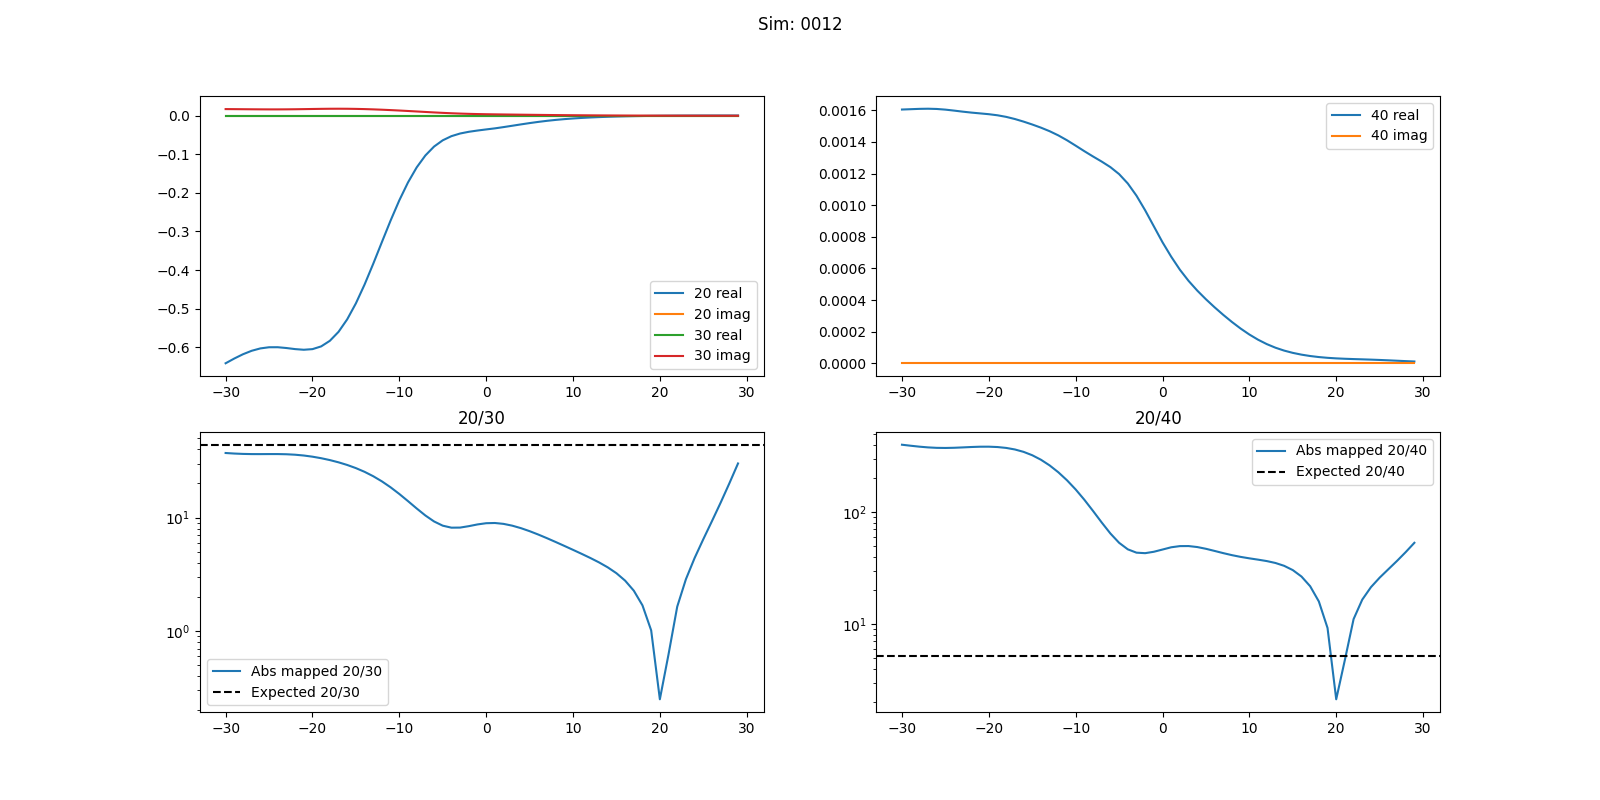 Sim: 0012
0.0
−0.1
−0.2
−0.3
−0.4
−0.5
−0.6
20 real
20 imag
30 real
30 imag
−30 −20 −10 0 10 20 30
0.0016
0.0014
0.0012
0.0010
0.0008
0.0006
0.0004
0.0002
0.0000
40 real
40 imag
−30 −20 −10 0 10 20 30
20/30
10¹
10⁰
Abs mapped 20/30
Expected 20/30
−30 −20 −10 0 10 20 30
20/40
10²
10¹
Abs mapped 20/40
Expected 20/40
−30 −20 −10 0 10 20 30